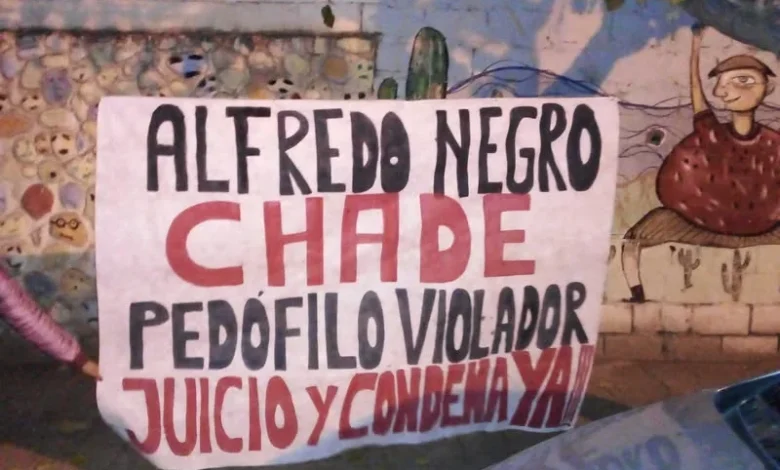 ALFREDO NEGRO
CHADE
PEDÓFILO VIOLADOR
JUICIO Y CONDENA YA!!!